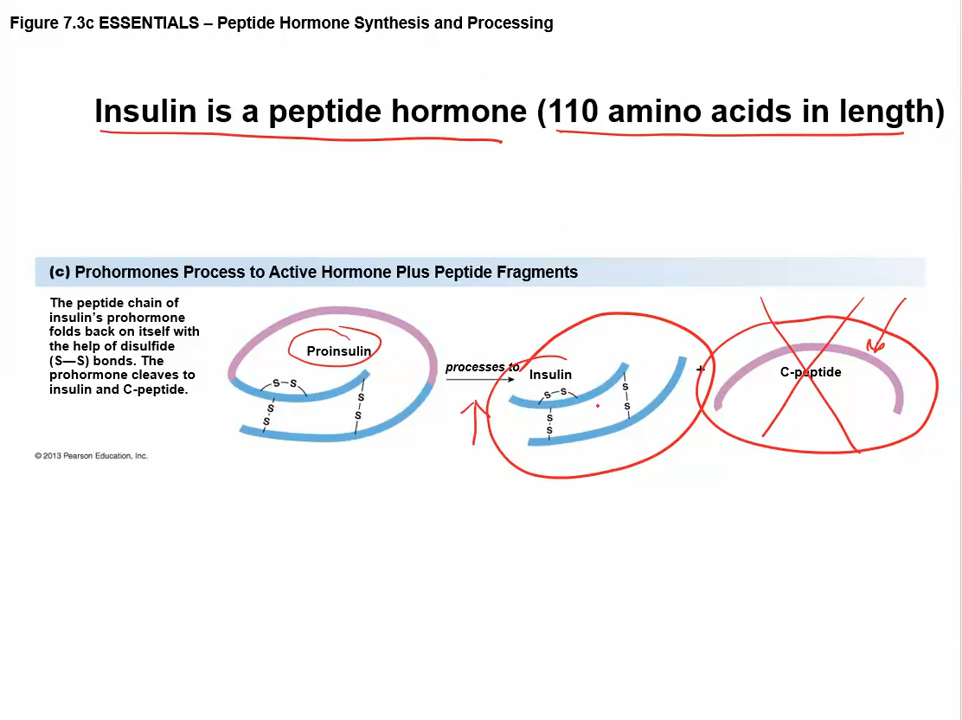 Figure 7.3c ESSENTIALS – Peptide Hormone Synthesis and Processing
Insulin is a peptide hormone (110 amino acids in length)
(c) Prohormones Process to Active Hormone Plus Peptide Fragments
The peptide chain of
insulin's prohormone
folds back on itself with
the help of disulfide
(S—S) bonds. The
prohormone cleaves to
insulin and C-peptide.
Proinsulin
S–S
S
S
S
S
processes to
Insulin
S–S
S
S
S
S
+
C-peptide
© 2013 Pearson Education, Inc.